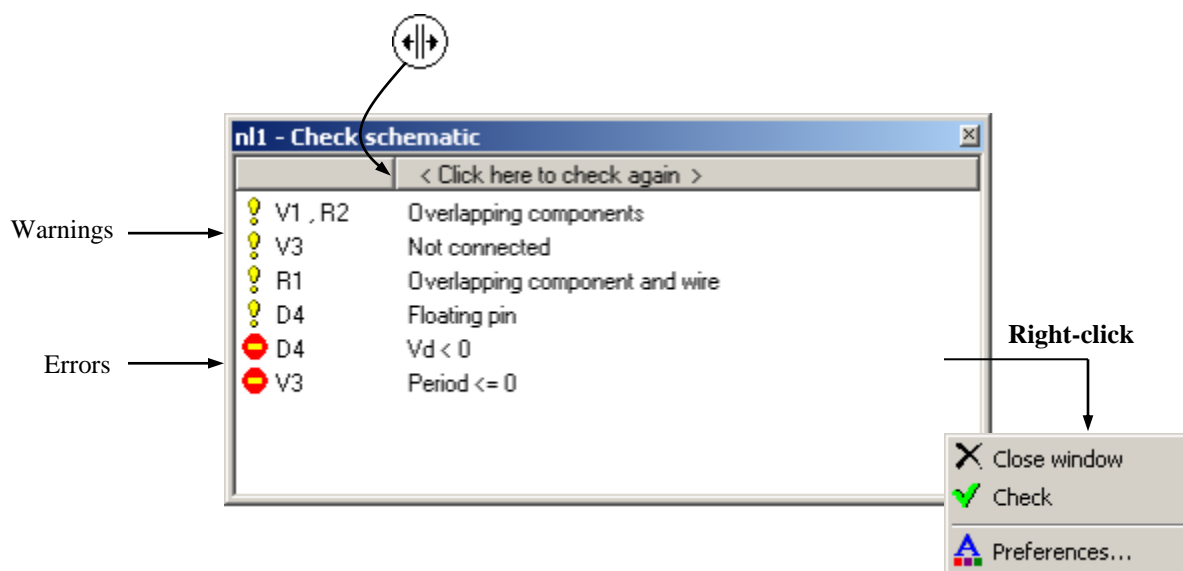 nl1 - Check schematic
< Click here to check again >
Warnings
V1 , R2 Overlapping components
V3 Not connected
R1 Overlapping component and wire
D4 Floating pin
Errors
D4 Vd < 0
V3 Period <= 0
Right-click
Close window
Check
Preferences...